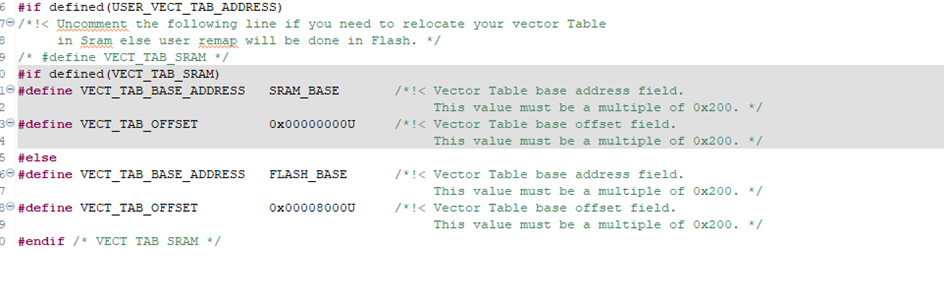 6 #if defined(USER_VECT_TAB_ADDRESS)
7 /*!< Uncomment the following line if you need to relocate your vector Table
8      in Sram else user remap will be done in Flash. */
9 /* #define VECT_TAB_SRAM */
0 #if defined(VECT_TAB_SRAM)
1 #define VECT_TAB_BASE_ADDRESS   SRAM_BASE       /*!< Vector Table base address field.
2                                                      This value must be a multiple of 0x200. */
3 #define VECT_TAB_OFFSET         0x00000000U     /*!< Vector Table base offset field.
4                                                      This value must be a multiple of 0x200. */
5 #else
6 #define VECT_TAB_BASE_ADDRESS   FLASH_BASE      /*!< Vector Table base address field.
7                                                      This value must be a multiple of 0x200. */
8 #define VECT_TAB_OFFSET         0x00008000U     /*!< Vector Table base offset field.
9                                                      This value must be a multiple of 0x200. */
0 #endif /* VECT_TAB_SRAM */